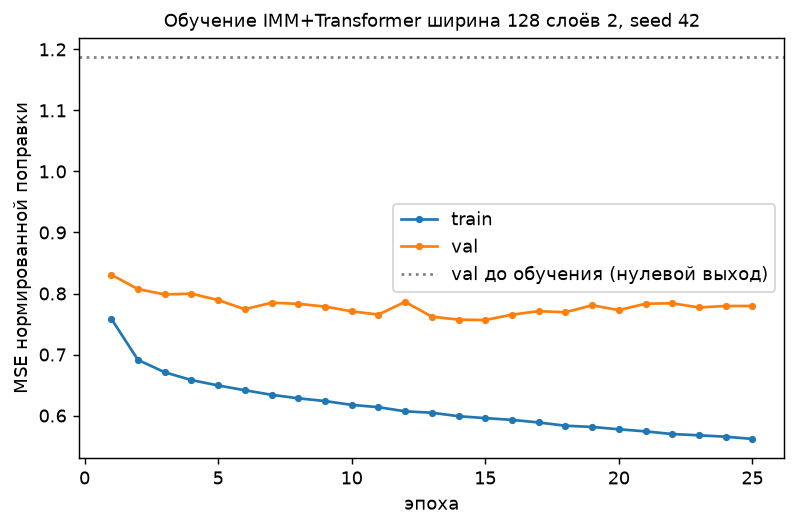 Обучение IMM+Transformer ширина 128 слоёв 2, seed 42
MSE нормированной поправки
1.2
1.1
1.0
0.9
0.8
0.7
0.6
train
val
val до обучения (нулевой выход)
0
5
10
15
20
25
эпоха